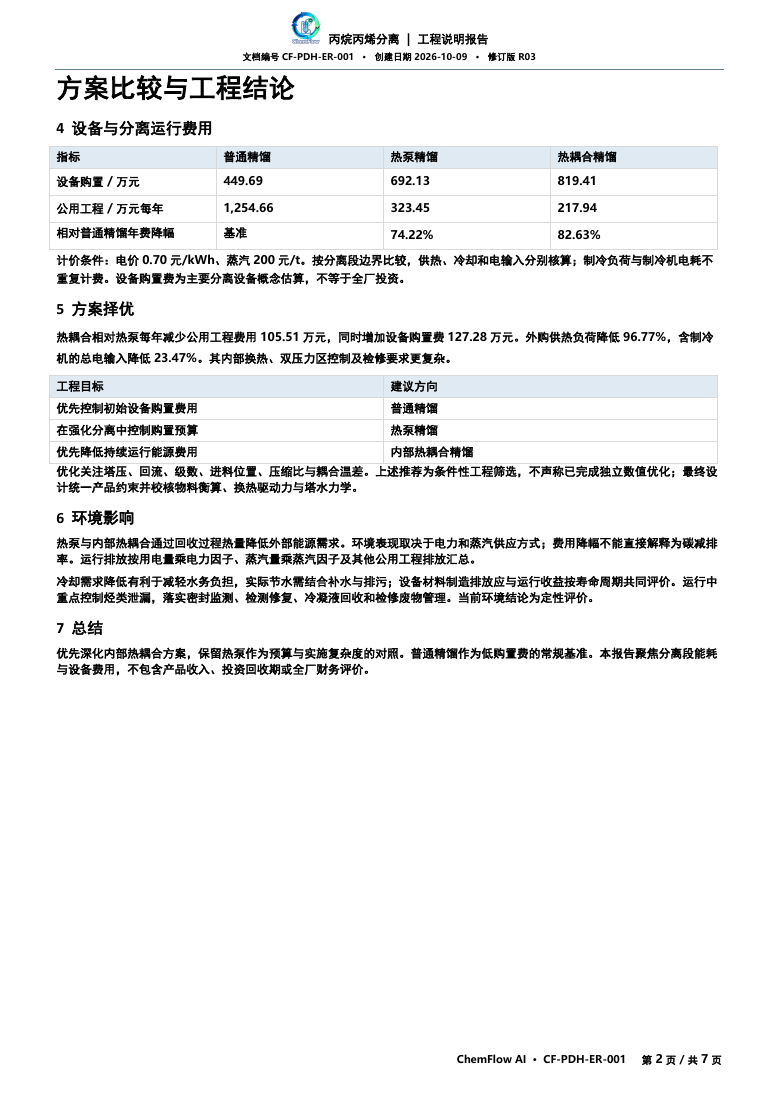 丙烷丙烯分离 | 工程说明报告
文档编号 CF-PDH-ER-001 • 创建日期 2026-10-09 • 修订版 R03
方案比较与工程结论
4 设备与分离运行费用
指标 普通精馏 热泵精馏 热耦合精馏
设备购置 / 万元 449.69 692.13 819.41
公用工程 / 万元每年 1,254.66 323.45 217.94
相对普通精馏年费降幅 基准 74.22% 82.63%
计价条件：电价 0.70 元/kWh、蒸汽 200 元/t。按分离段边界比较，供热、冷却和电输入分别核算；制冷负荷与制冷机电耗不
重复计费。设备购置费为主要分离设备概念估算，不等于全厂投资。
5 方案择优
热耦合相对热泵每年减少公用工程费用 105.51 万元，同时增加设备购置费 127.28 万元。外购供热负荷降低 96.77%，含制冷
机的总电输入降低 23.47%。其内部换热、双压力区控制及检修要求更复杂。
工程目标 建议方向
优先控制初始设备购置费用 普通精馏
在强化分离中控制购置预算 热泵精馏
优先降低持续运行能源费用 内部热耦合精馏
优化关注塔压、回流、级数、进料位置、压缩比与耦合温差。上述推荐为条件性工程筛选，不声称已完成独立数值优化；最终设
计统一产品约束并校核物料衡算、换热驱动力与塔水力学。
6 环境影响
热泵与内部热耦合通过回收过程热量降低外部能源需求。环境表现取决于电力和蒸汽供应方式；费用降幅不能直接解释为碳减排
率。运行排放按用电量乘电力因子、蒸汽量乘蒸汽因子及其他公用工程排放汇总。
冷却需求降低有利于减轻水务负担，实际节水需结合补水与排污；设备材料制造排放应与运行收益按寿命周期共同评价。运行中
重点控制烃类泄漏，落实密封监测、检测修复、冷凝液回收和检修废物管理。当前环境结论为定性评价。
7 总结
优先深化内部热耦合方案，保留热泵作为预算与实施复杂度的对照。普通精馏作为低购置费的常规基准。本报告聚焦分离段能耗
与设备费用，不包含产品收入、投资回收期或全厂财务评价。
ChemFlow AI • CF-PDH-ER-001 第 2 页 / 共 7 页